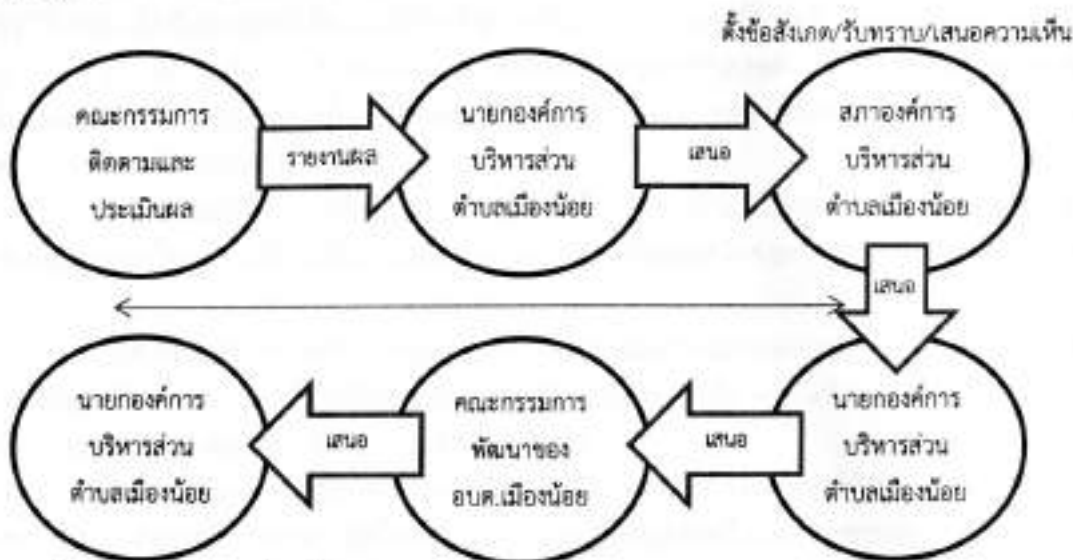 ตั้งข้อสังเกต/รับทราบ/เสนอความเห็น
คณะกรรมการ
ติดตามและ
ประเมินผล
รายงานผล
นายกองค์การ
บริหารส่วน
ตำบลเมืองน้อย
เสนอ
สภาองค์การ
บริหารส่วน
ตำบลเมืองน้อย
เสนอ
นายกองค์การ
บริหารส่วน
ตำบลเมืองน้อย
เสนอ
คณะกรรมการ
พัฒนาของ
อบต.เมืองน้อย
เสนอ
นายกองค์การ
บริหารส่วน
ตำบลเมืองน้อย